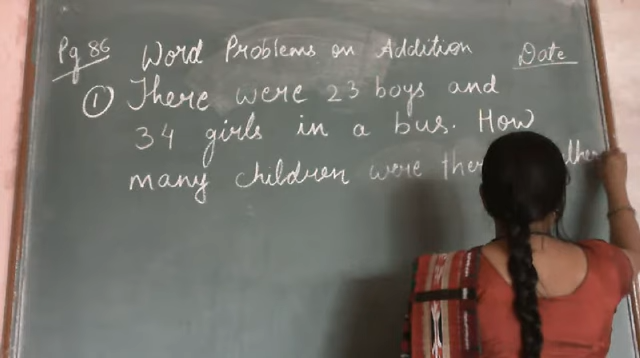 Pg 86 Word Problems on Addition Date
① There were 23 boys and
34 girls in a bus. How
many children were